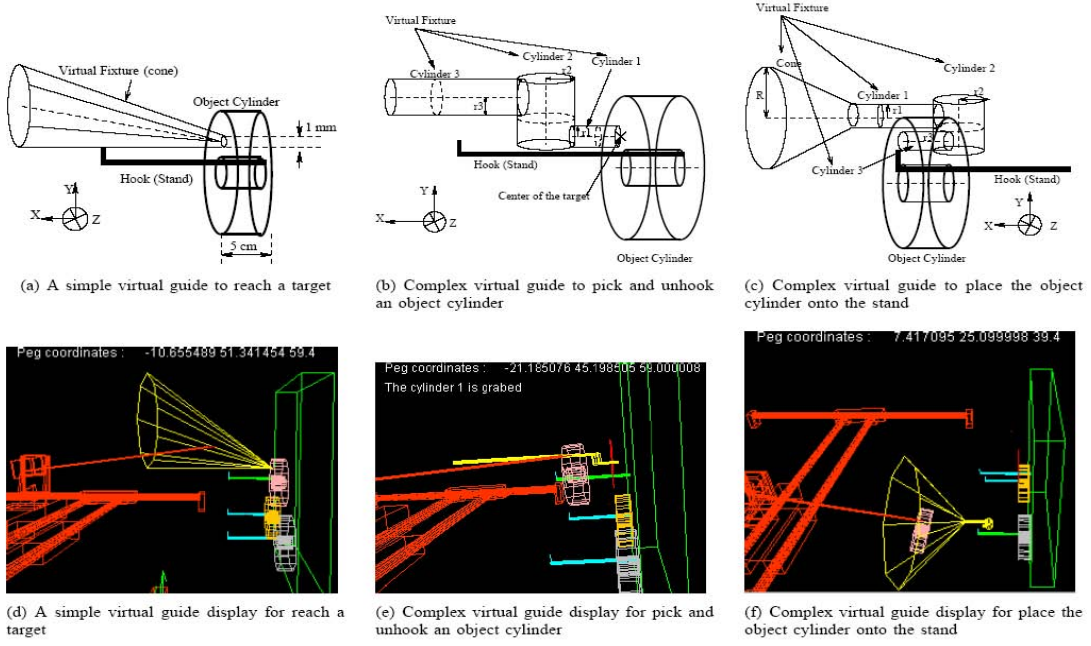 Virtual Fixture (cone)
Object Cylinder
1 mm
Hook (Stand)
Y
X
Z
5 cm
(a) A simple virtual guide to reach a target
Virtual Fixture
Cylinder 2
Cylinder 1
Cylinder 3
r2
r3
r1
Hook (Stand)
Center of the target
Y
X
Z
Object Cylinder
(b) Complex virtual guide to pick and unhook
an object cylinder
Virtual Fixture
Cone
Cylinder 2
Cylinder 1
R
r1
r2
r3
Cylinder 3
Hook (Stand)
Y
X
Z
Object Cylinder
(c) Complex virtual guide to place the object
cylinder onto the stand
Peg coordinates : -10.655489 51.341454 59.4
(d) A simple virtual guide display for reach a
target
Peg coordinates : -21.185076 45.198505 59.000008
The cylinder 1 is grabed
(e) Complex virtual guide display for pick and
unhook an object cylinder
Peg coordinates : 7.417095 25.099998 39.4
(f) Complex virtual guide display for place the
object cylinder onto the stand